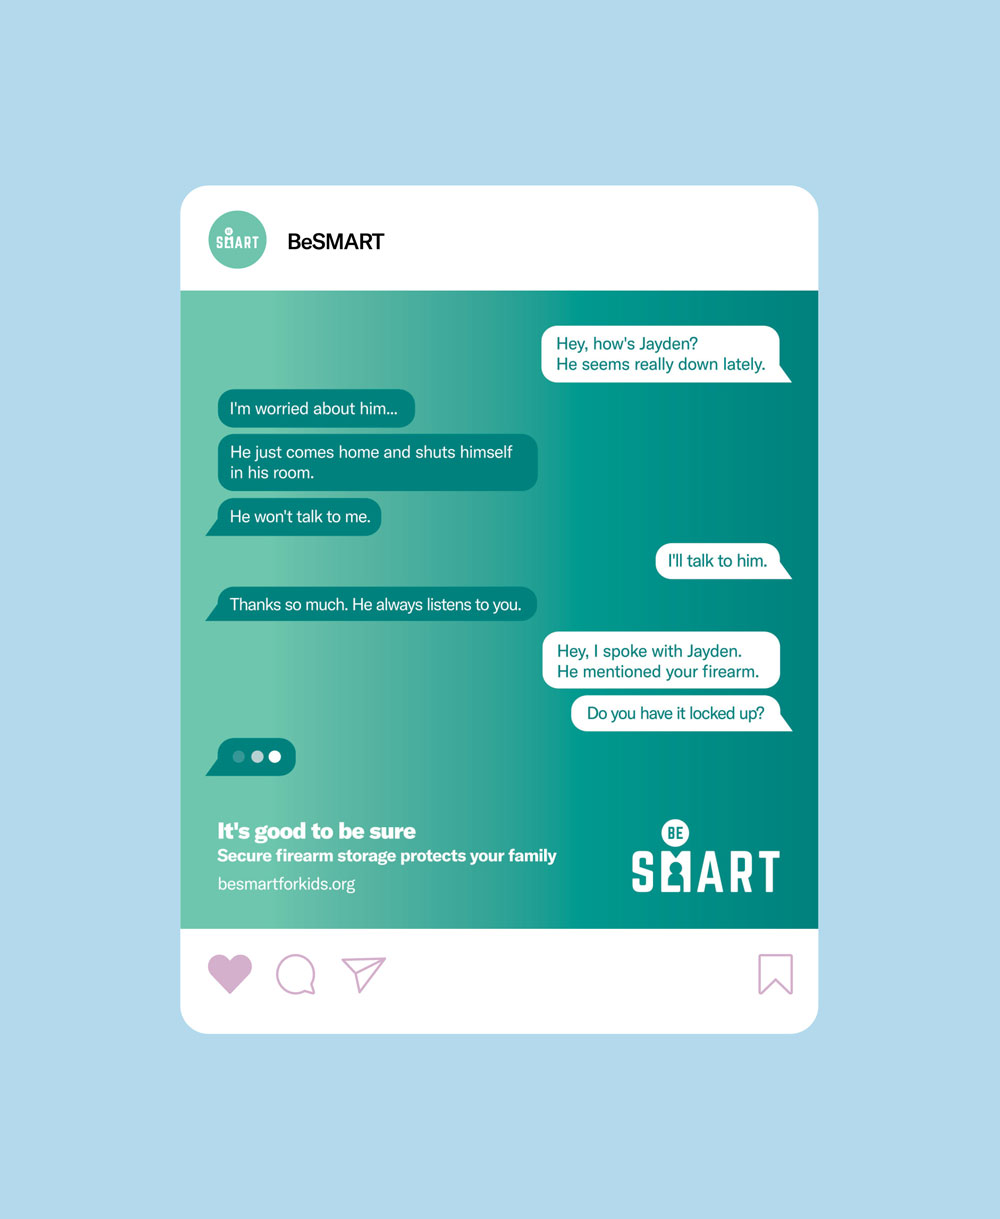 BE
SMART
BeSMART
Hey, how's Jayden?
He seems really down lately.
I'm worried about him...
He just comes home and shuts himself
in his room.
He won't talk to me.
I'll talk to him.
Thanks so much. He always listens to you.
Hey, I spoke with Jayden.
He mentioned your firearm.
Do you have it locked up?
It's good to be sure
Secure firearm storage protects your family
besmartforkids.org
BE
SMART